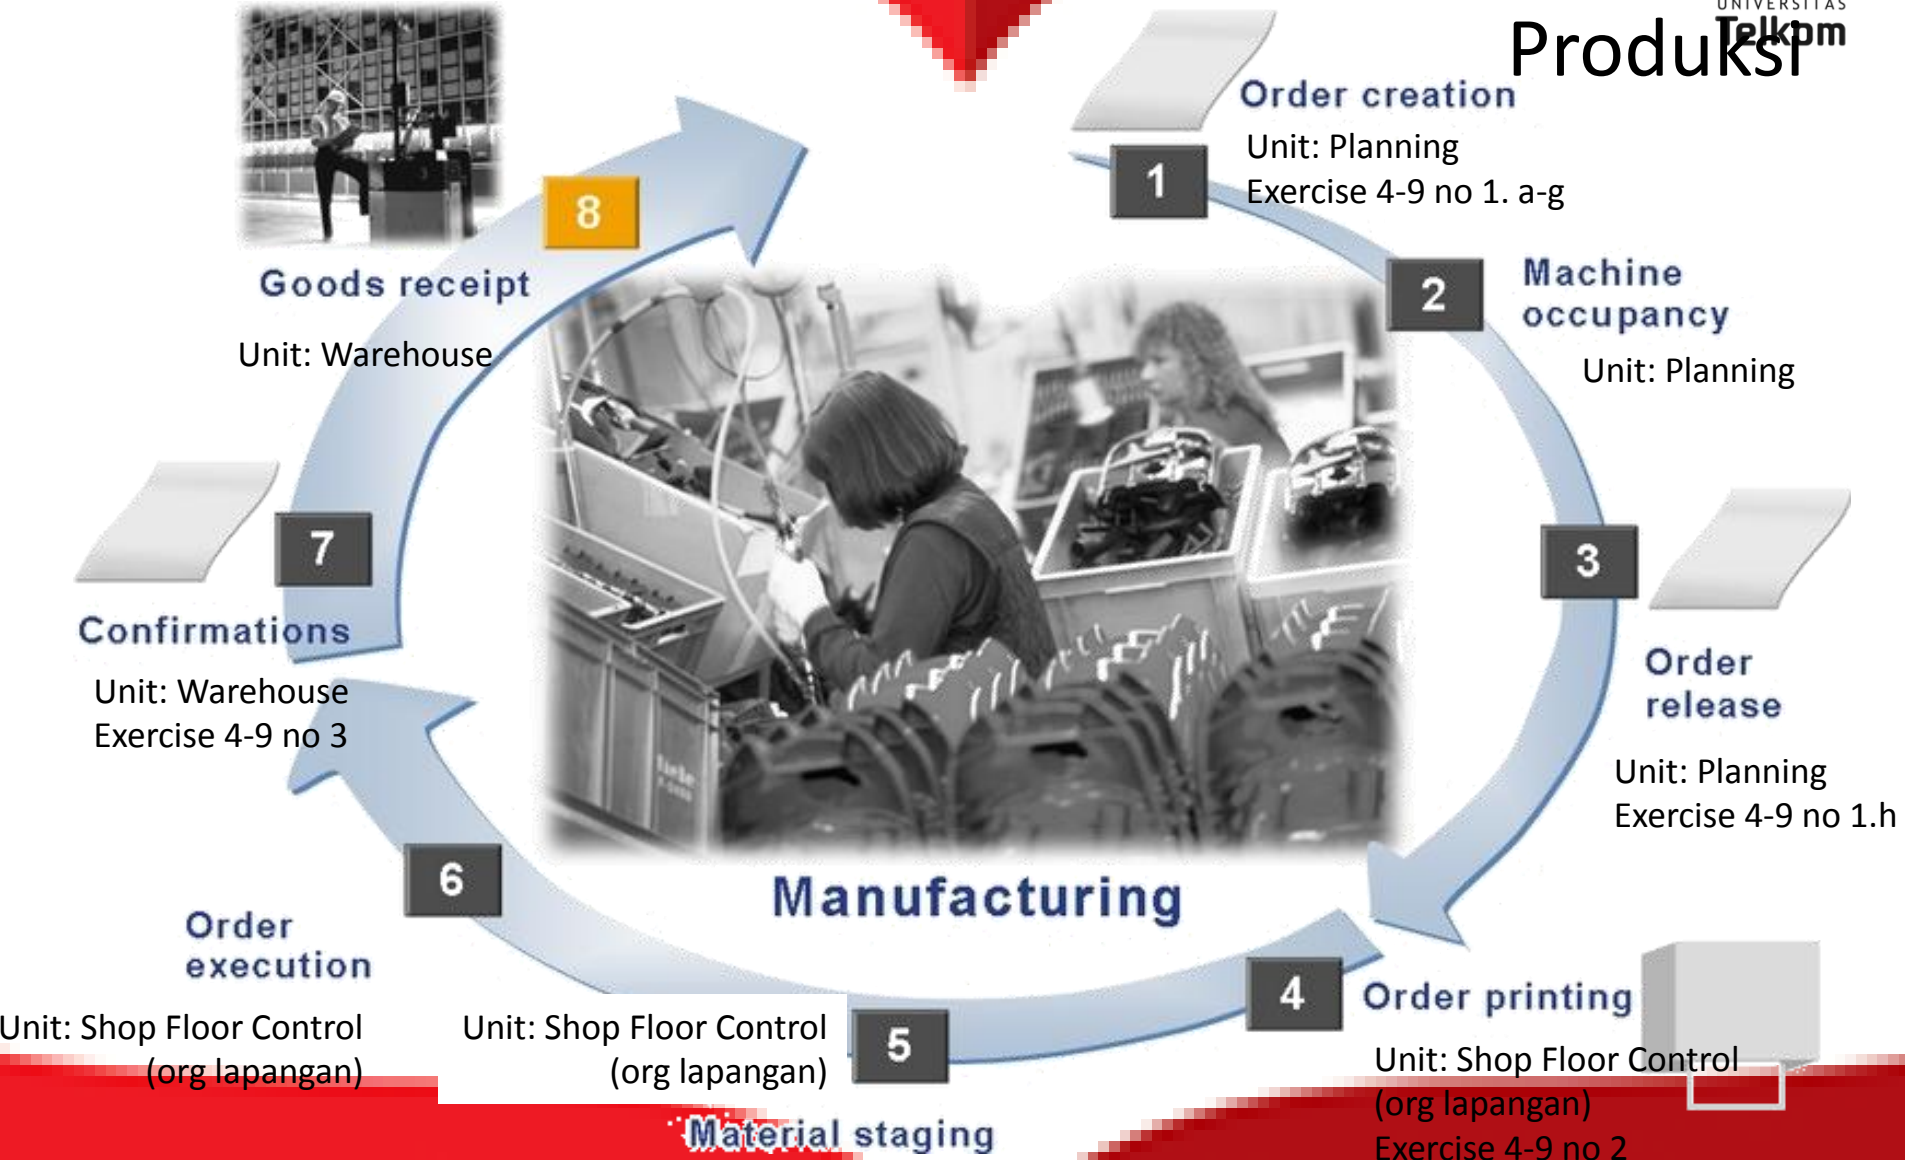 UNIVERSITAS
Telkom
Produksi
Order creation
Unit: Planning
Exercise 4-9 no 1. a-g
1
2
Machine
occupancy
Unit: Planning
3
Order
release
Unit: Planning
Exercise 4-9 no 1.h
4
Order printing
Unit: Shop Floor Control
(org lapangan)
Exercise 4-9 no 2
5
Unit: Shop Floor Control
(org lapangan)
Material staging
6
Order
execution
Unit: Shop Floor Control
(org lapangan)
7
Confirmations
Unit: Warehouse
Exercise 4-9 no 3
8
Goods receipt
Unit: Warehouse
Manufacturing